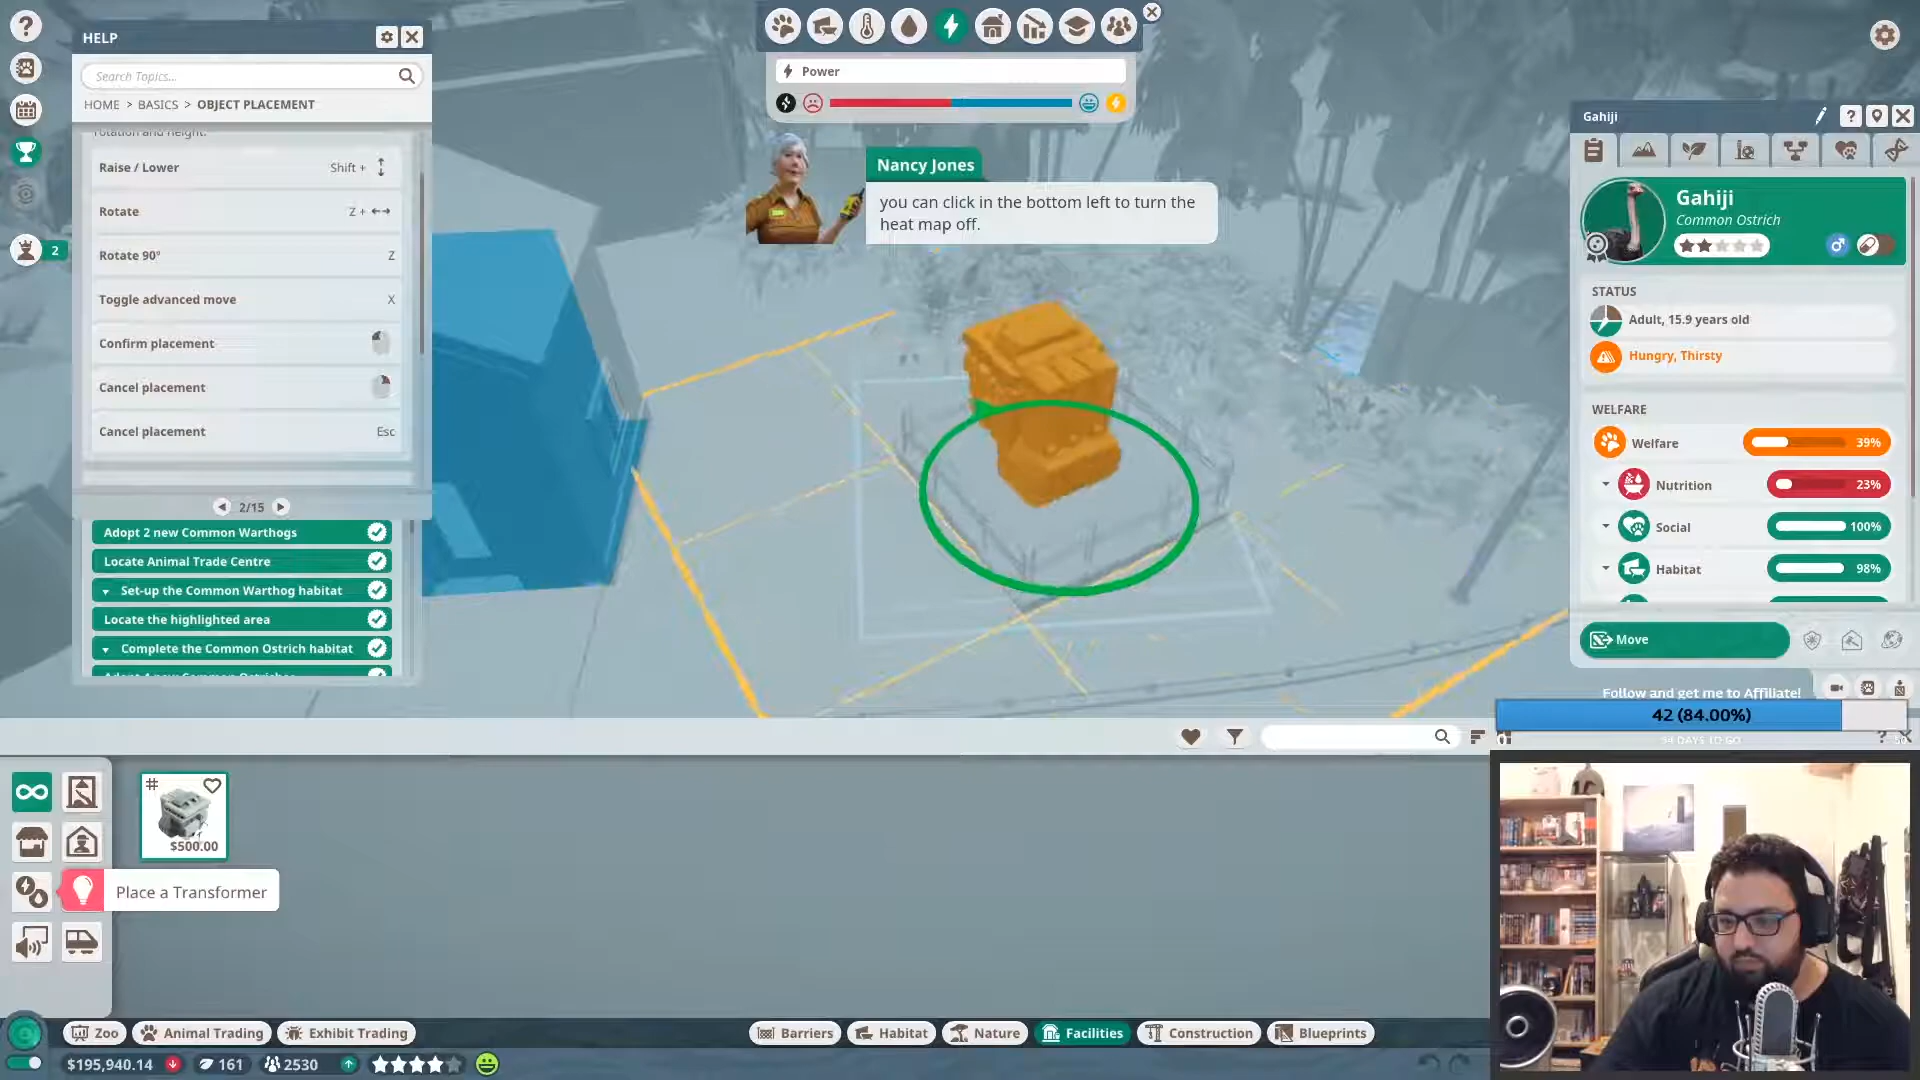 HELP
Search Topics...
HOME > BASICS > OBJECT PLACEMENT
rotation and height.
Raise / Lower Shift +
Rotate Z +
Rotate 90° Z
Toggle advanced move X
Confirm placement
Cancel placement
Cancel placement Esc
2/15
Adopt 2 new Common Warthogs
Locate Animal Trade Centre
Set-up the Common Warthog habitat
Locate the highlighted area
Complete the Common Ostrich habitat
2
Power
Nancy Jones
you can click in the bottom left to turn the
heat map off.
Gahiji
Gahiji
Common Ostrich
STATUS
Adult, 15.9 years old
Hungry, Thirsty
WELFARE
Welfare 39%
Nutrition 23%
Social 100%
Habitat 98%
Move
Follow and get me to Affiliate!
42 (84.00%)
$500.00
Place a Transformer
Zoo
Animal Trading
Exhibit Trading
Barriers
Habitat
Nature
Facilities
Construction
Blueprints
$195,940.14
161
2530